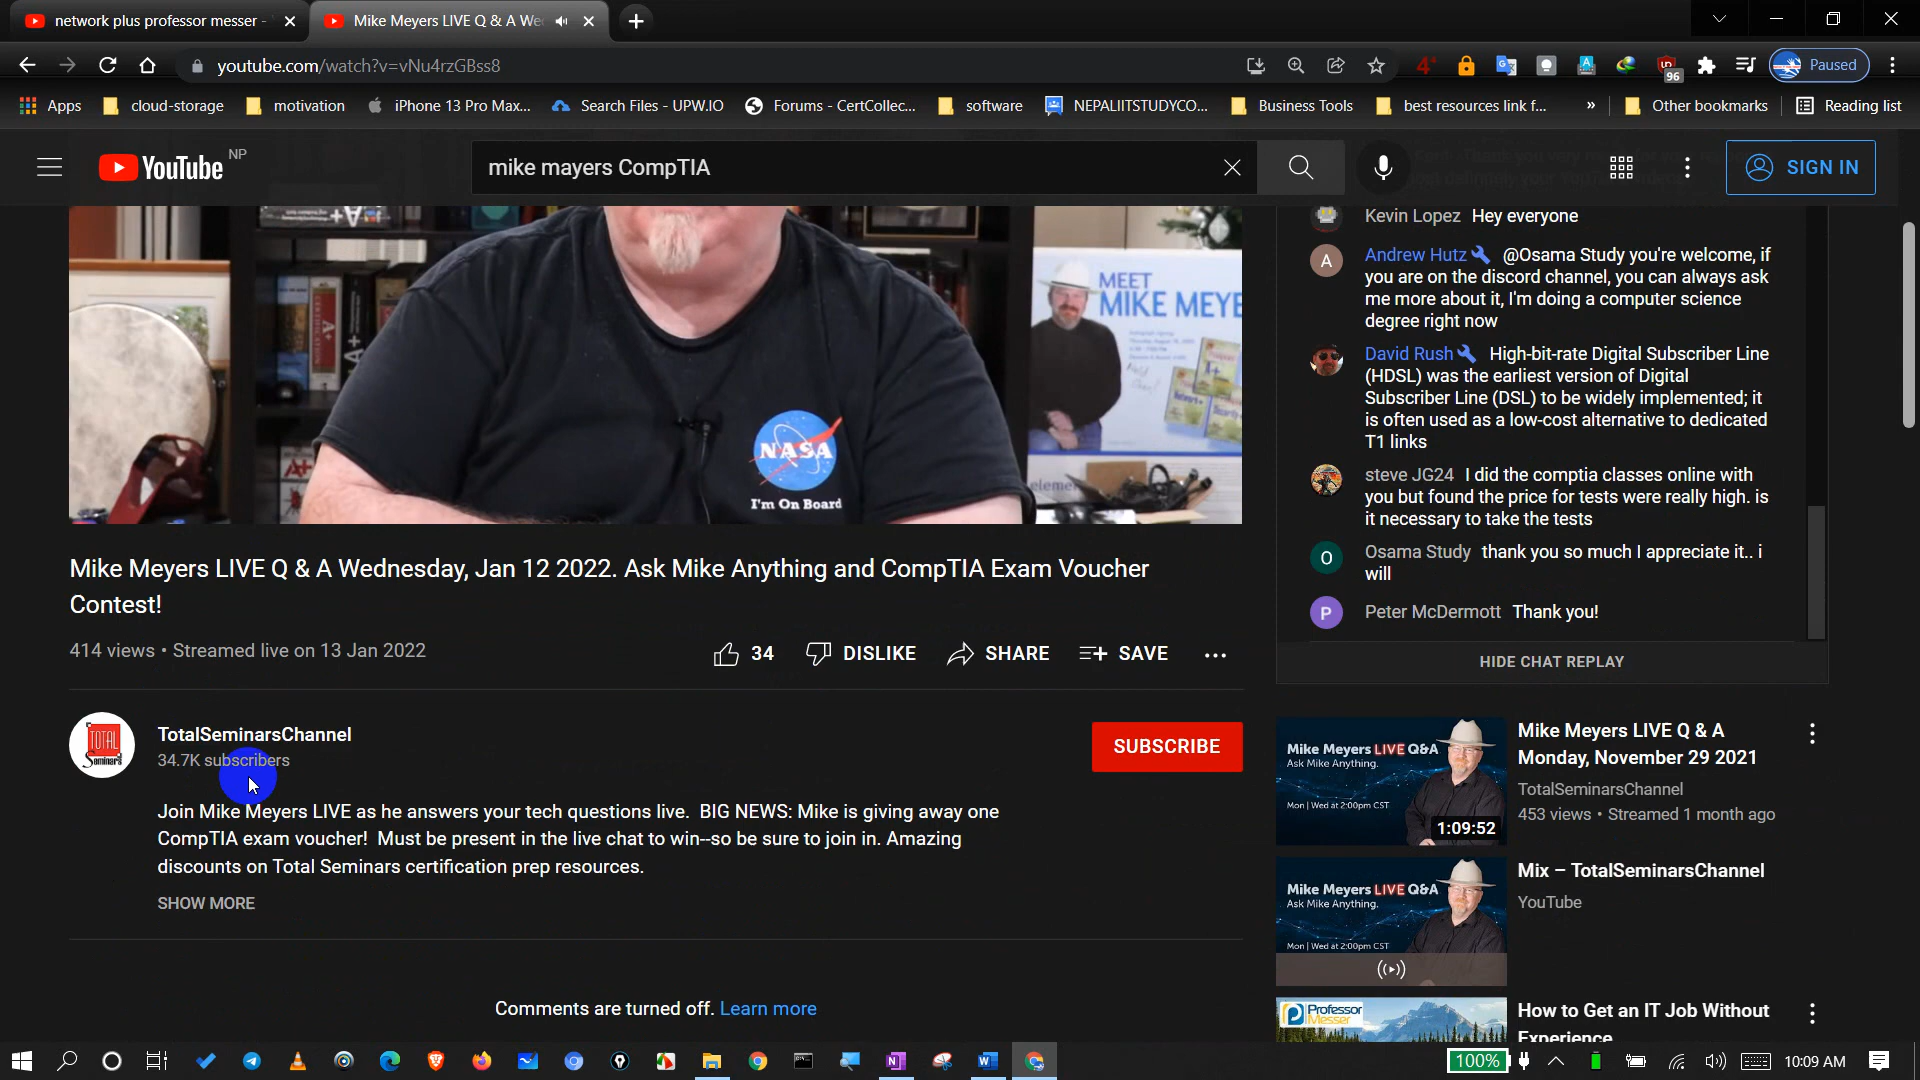 network plus professor messer -
Mike Meyers LIVE Q & A We
youtube.com/watch?v=vNu4rzGBss8
96
Paused
Apps
cloud-storage
motivation
iPhone 13 Pro Max...
Search Files - UPW.IO
Forums - CertCollec...
software
NEPALIITSTUDYCO...
Business Tools
best resources link f...
»
Other bookmarks
Reading list
YouTube NP
mike mayers CompTIA
SIGN IN
MEET
MIKE MEYE
NASA
I'm On Board
Kevin Lopez Hey everyone
A
Andrew Hutz @Osama Study you're welcome, if
you are on the discord channel, you can always ask
me more about it, I'm doing a computer science
degree right now
David Rush High-bit-rate Digital Subscriber Line
(HDSL) was the earliest version of Digital
Subscriber Line (DSL) to be widely implemented; it
is often used as a low-cost alternative to dedicated
T1 links
steve JG24 I did the comptia classes online with
you but found the price for tests were really high. is
it necessary to take the tests
O
Osama Study thank you so much I appreciate it.. i
will
P
Peter McDermott Thank you!
HIDE CHAT REPLAY
Mike Meyers LIVE Q & A Wednesday, Jan 12 2022. Ask Mike Anything and CompTIA Exam Voucher
Contest!
414 views • Streamed live on 13 Jan 2022
34
DISLIKE
SHARE
SAVE
TOTAL
Seminars
TotalSeminarsChannel
34.7K subscribers
SUBSCRIBE
Join Mike Meyers LIVE as he answers your tech questions live. BIG NEWS: Mike is giving away one
CompTIA exam voucher! Must be present in the live chat to win--so be sure to join in. Amazing
discounts on Total Seminars certification prep resources.
SHOW MORE
Comments are turned off. Learn more
Mike Meyers LIVE Q&A
Ask Mike Anything.
Mon | Wed at 2:00pm CST
1:09:52
Mike Meyers LIVE Q & A
Monday, November 29 2021
TotalSeminarsChannel
453 views • Streamed 1 month ago
Mike Meyers LIVE Q&A
Ask Mike Anything.
Mon | Wed at 2:00pm CST
Mix – TotalSeminarsChannel
YouTube
Professor
Messer
How to Get an IT Job Without
Experience
100%
10:09 AM